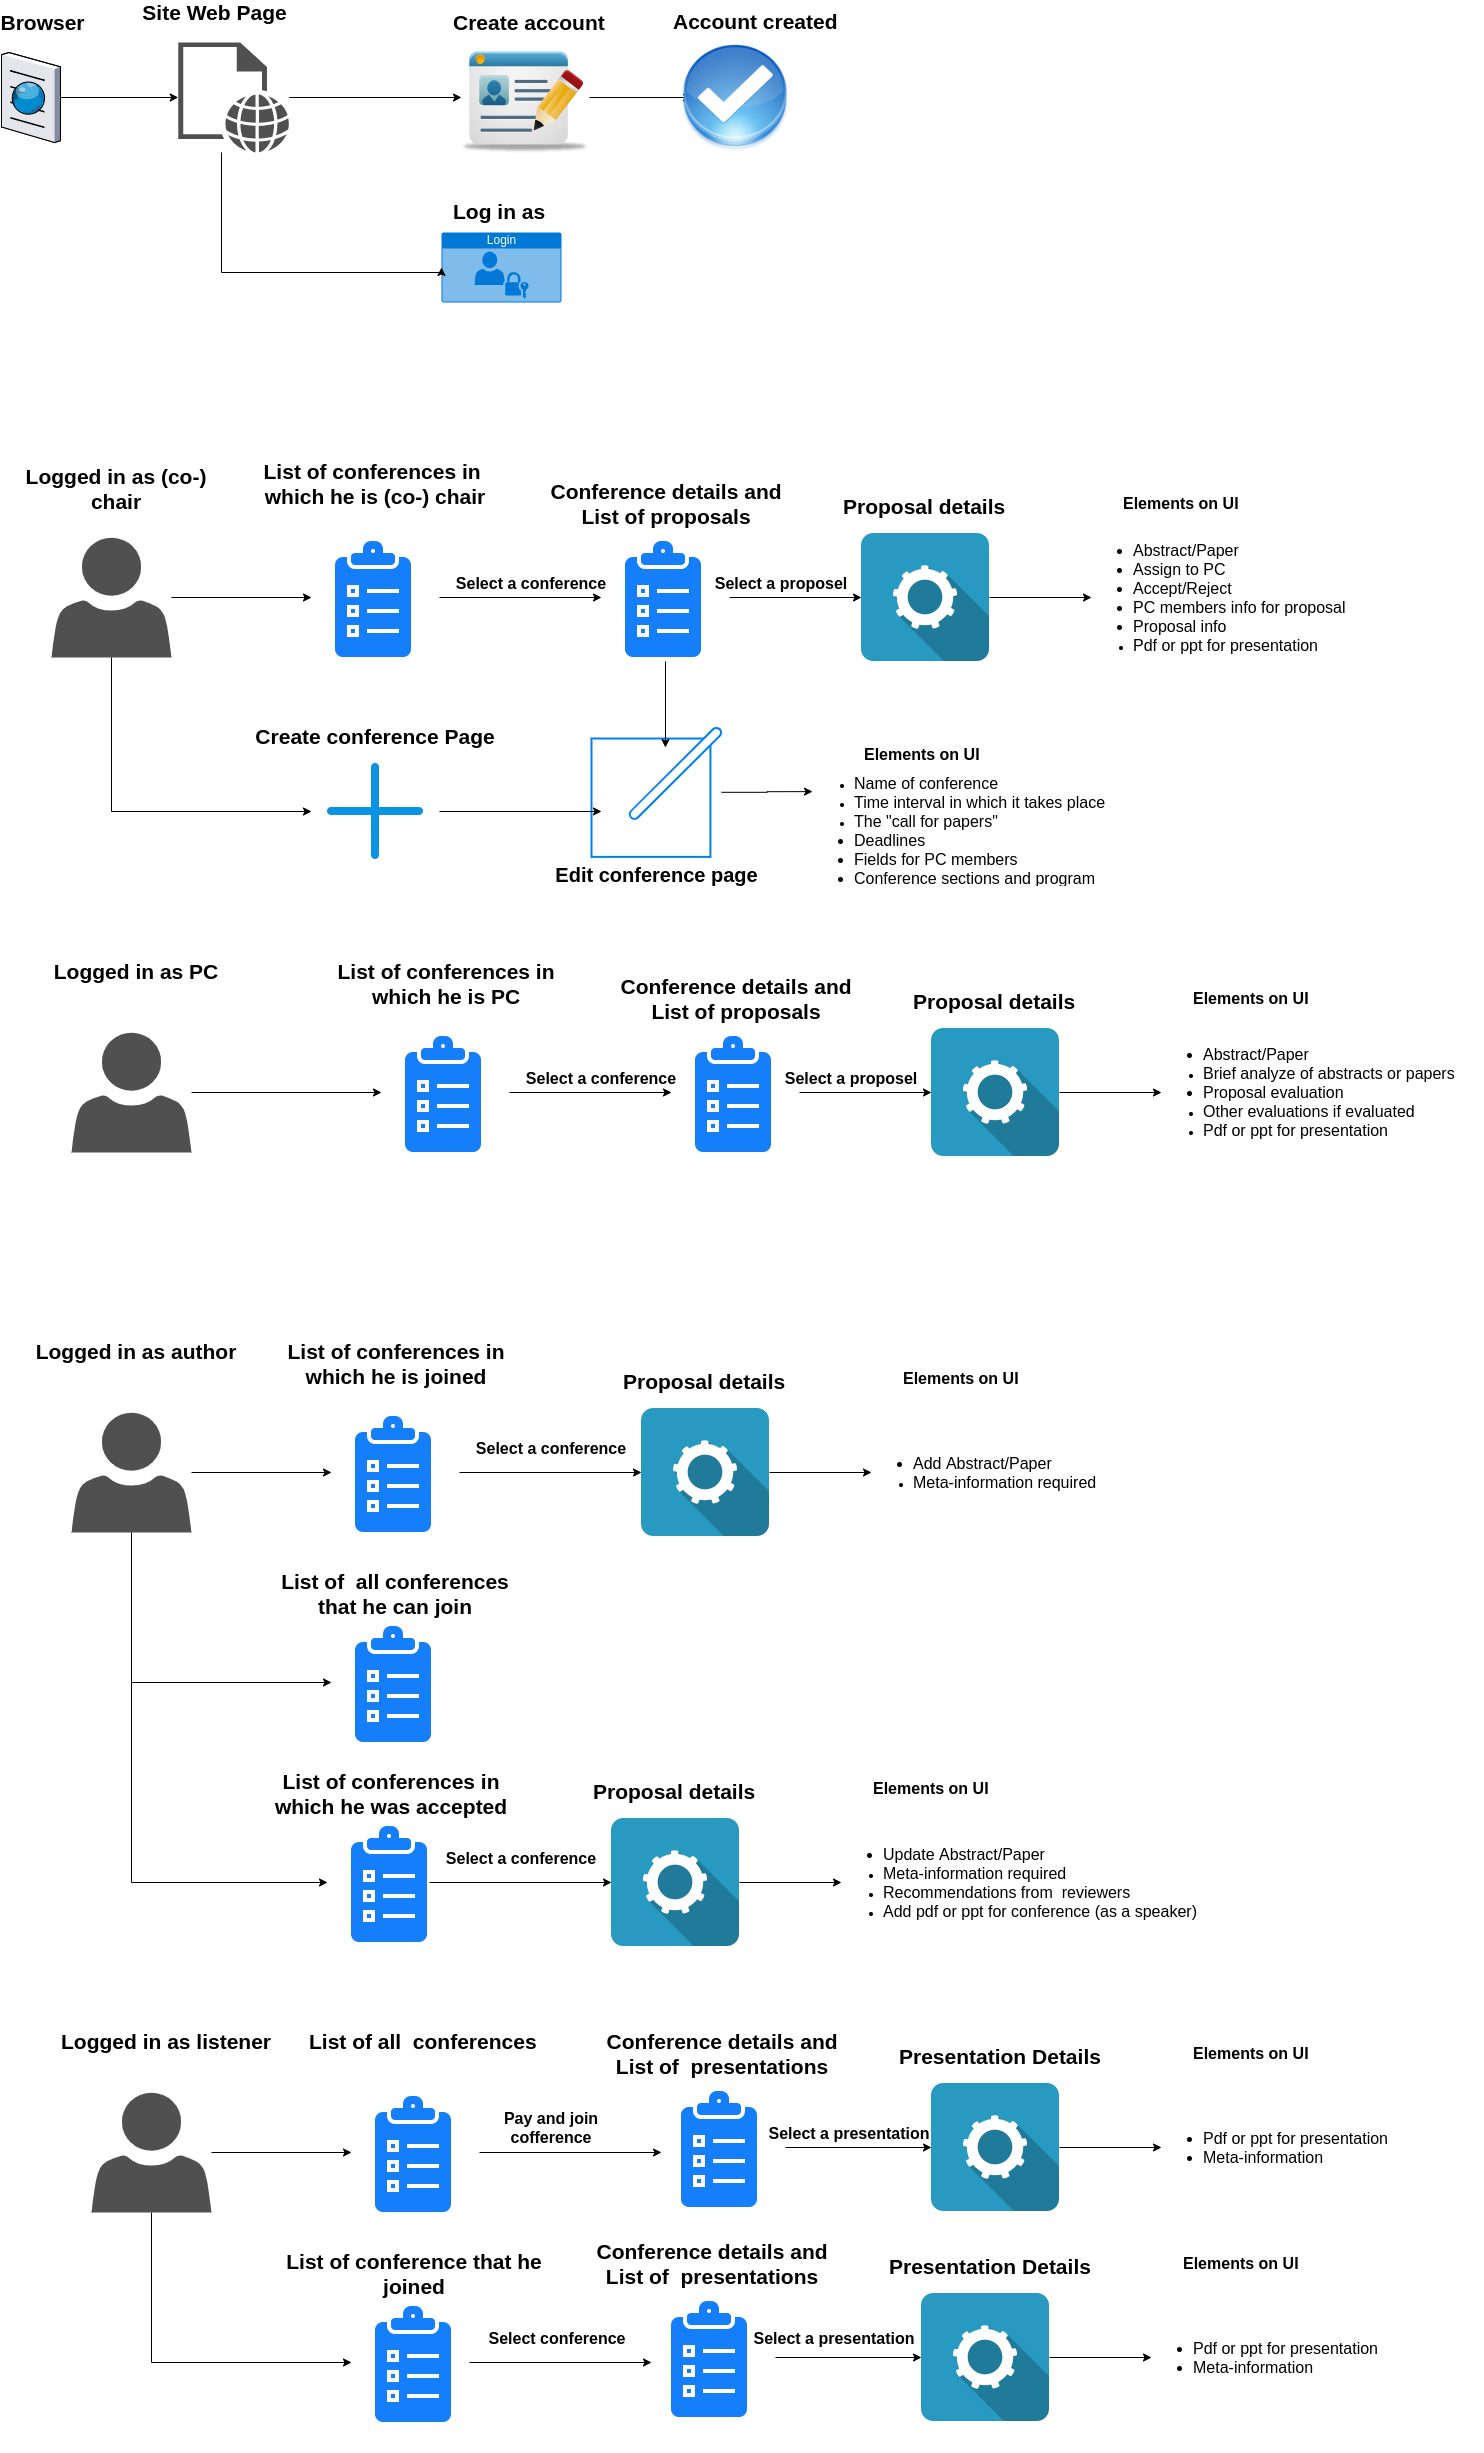 Browser
Site Web Page
Create account
Account created
Log in as
Login
Logged in as (co-)
chair
List of conferences in
which he is (co-) chair
Conference details and
List of proposals
Proposal details
Elements on UI
Select a conference
Select a proposel
Abstract/Paper
Assign to PC
Accept/Reject
PC members info for proposal
Proposal info
Pdf or ppt for presentation
Create conference Page
Edit conference page
Elements on UI
Name of conference
Time interval in which it takes place
The "call for papers"
Deadlines
Fields for PC members
Conference sections and program
Logged in as PC
List of conferences in
which he is PC
Conference details and
List of proposals
Proposal details
Elements on UI
Select a conference
Select a proposel
Abstract/Paper
Brief analyze of abstracts or papers
Proposal evaluation
Other evaluations if evaluated
Pdf or ppt for presentation
Logged in as author
List of conferences in
which he is joined
Proposal details
Elements on UI
Select a conference
Add Abstract/Paper
Meta-information required
List of  all conferences
that he can join
List of conferences in
which he was accepted
Proposal details
Elements on UI
Select a conference
Update Abstract/Paper
Meta-information required
Recommendations from  reviewers
Add pdf or ppt for conference (as a speaker)
Logged in as listener
List of all  conferences
Conference details and
List of  presentations
Presentation Details
Elements on UI
Pay and join
cofference
Select a presentation
Pdf or ppt for presentation
Meta-information
List of conference that he
joined
Conference details and
List of  presentations
Presentation Details
Elements on UI
Select conference
Select a presentation
Pdf or ppt for presentation
Meta-information